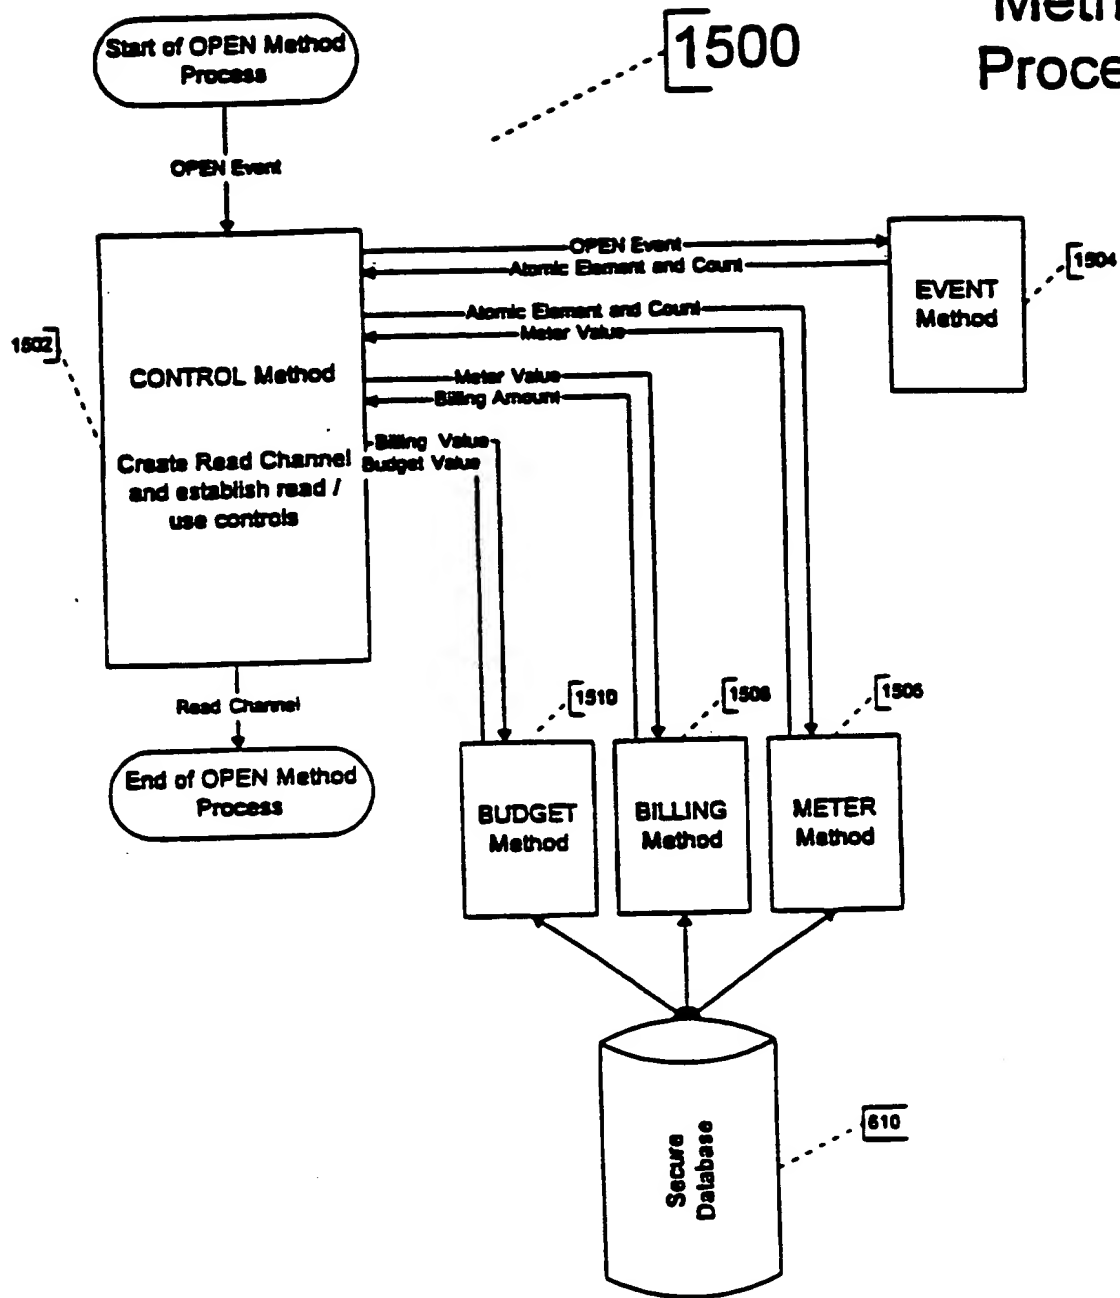 Start of OPEN Method
Process
1500
OPEN Event
OPEN Event
Atomic Element and Count
EVENT
Method
1504
Atomic Element and Count
Meter Value
1502
CONTROL Method
Create Read Channel
and establish read /
use controls
Meter Value
Billing Amount
Billing Value
Budget Value
Read Channel
End of OPEN Method
Process
1510
1508
1506
BUDGET
Method
BILLING
Method
METER
Method
Secure
Database
610